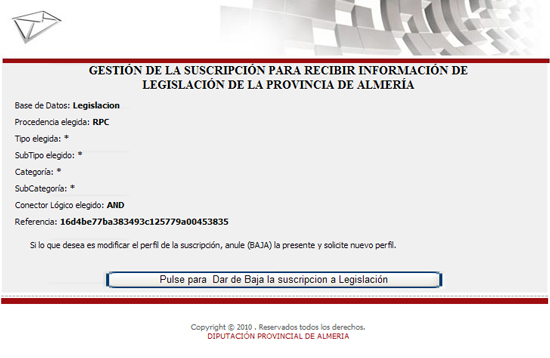 GESTIÓN DE LA SUSCRIPCIÓN PARA RECIBIR INFORMACIÓN DE
LEGISLACIÓN DE LA PROVINCIA DE ALMERÍA
Base de Datos: Legislacion
Procedencia elegida: RPC
Tipo elegida: *
SubTipo elegido: *
Categoría: *
SubCategoría: *
Conector Lógico elegido: AND
Referencia: 16d4be77ba383493c125779a00453835
Si lo que desea es modificar el perfil de la suscripción, anule (BAJA) la presente y solicite nuevo perfil.
Pulse para Dar de Baja la suscripcion a Legislación
Copyright © 2010 . Reservados todos los derechos.
DIPUTACIÓN PROVINCIAL DE ALMERIA